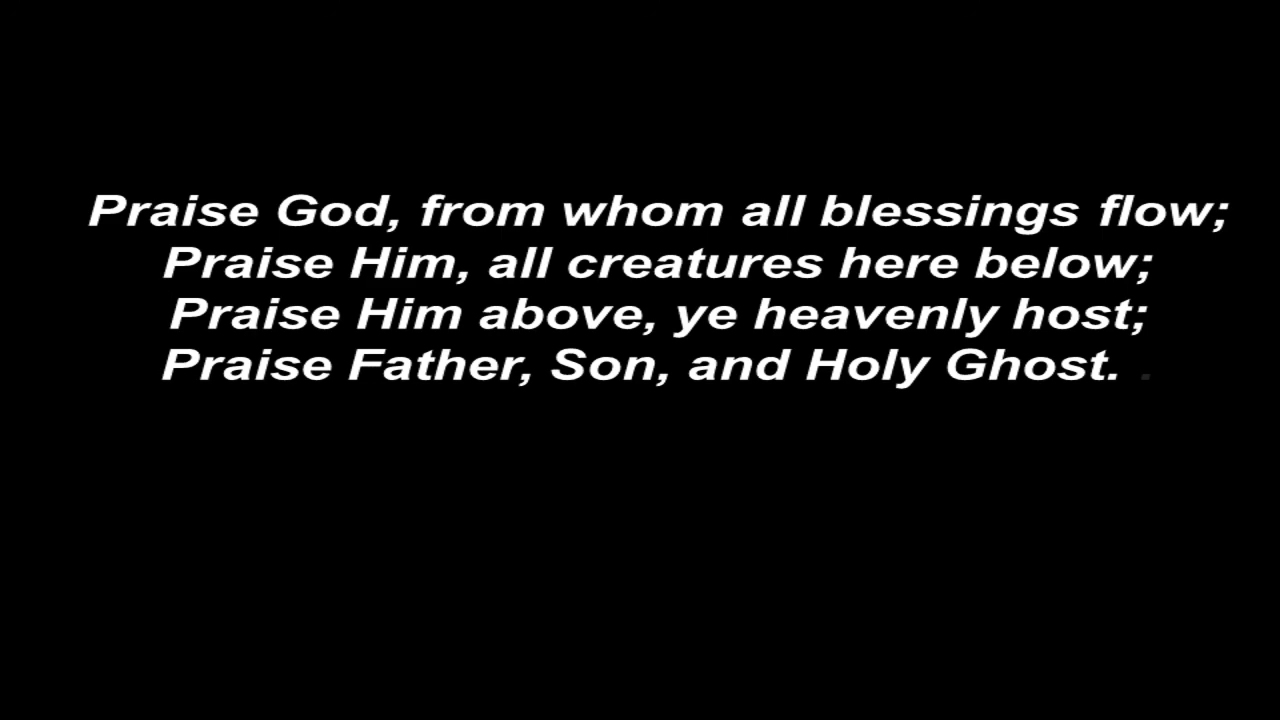 Praise God, from whom all blessings flow;
Praise Him, all creatures here below;
Praise Him above, ye heavenly host;
Praise Father, Son, and Holy Ghost. .